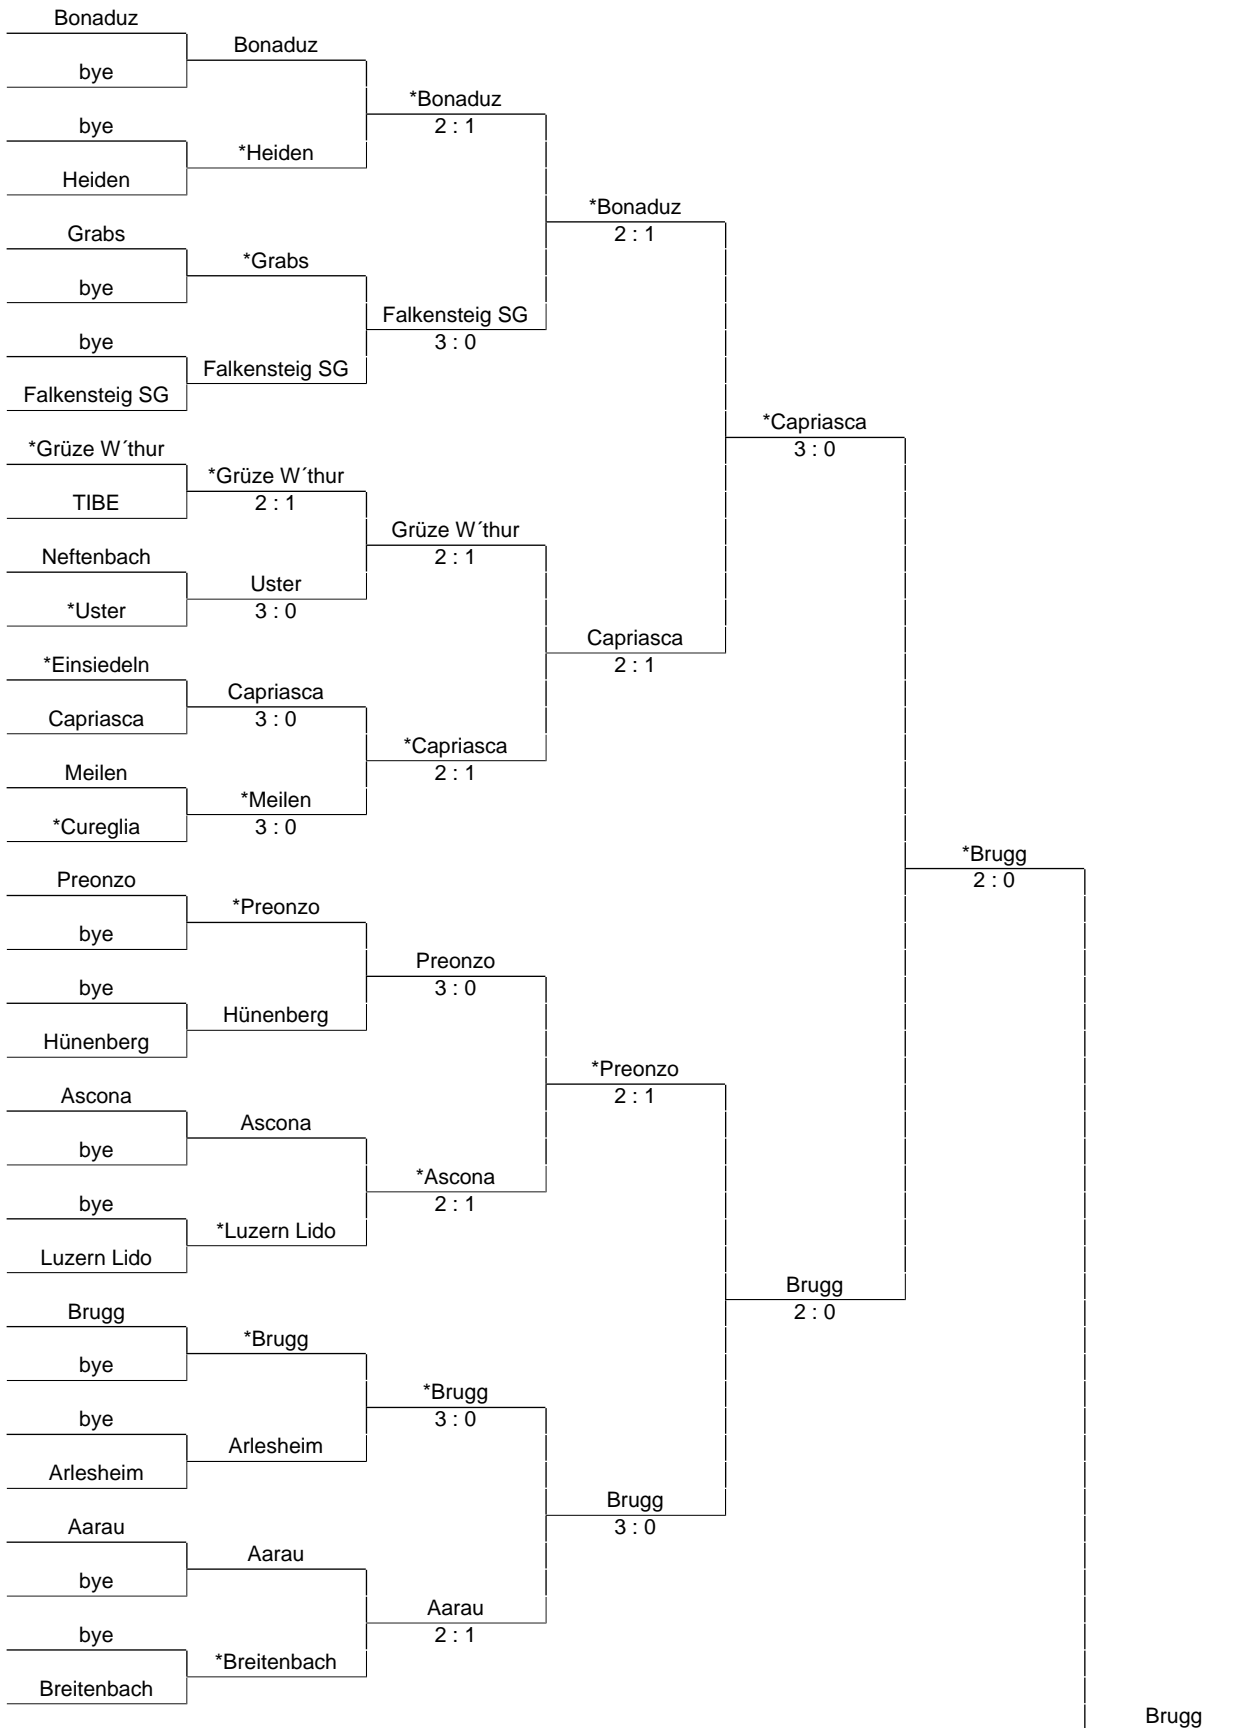 Bonaduz
Bonaduz
bye
*Bonaduz
bye
2 : 1
*Heiden
Heiden
*Bonaduz
Grabs
2 : 1
*Grabs
bye
Falkensteig SG
bye
3 : 0
Falkensteig SG
Falkensteig SG
*Capriasca
*Grüze W´thur
3 : 0
*Grüze W´thur
TIBE
2 : 1
Grüze W´thur
Neftenbach
2 : 1
Uster
*Uster
3 : 0
Capriasca
*Einsiedeln
2 : 1
Capriasca
Capriasca
3 : 0
*Capriasca
Meilen
2 : 1
*Meilen
*Cureglia
3 : 0
*Brugg
Preonzo
2 : 0
*Preonzo
bye
Preonzo
bye
3 : 0
Hünenberg
Hünenberg
*Preonzo
Ascona
2 : 1
Ascona
bye
*Ascona
bye
2 : 1
*Luzern Lido
Luzern Lido
Brugg
Brugg
2 : 0
*Brugg
bye
*Brugg
bye
3 : 0
Arlesheim
Arlesheim
Brugg
Aarau
3 : 0
Aarau
bye
Aarau
bye
2 : 1
*Breitenbach
Breitenbach
Brugg